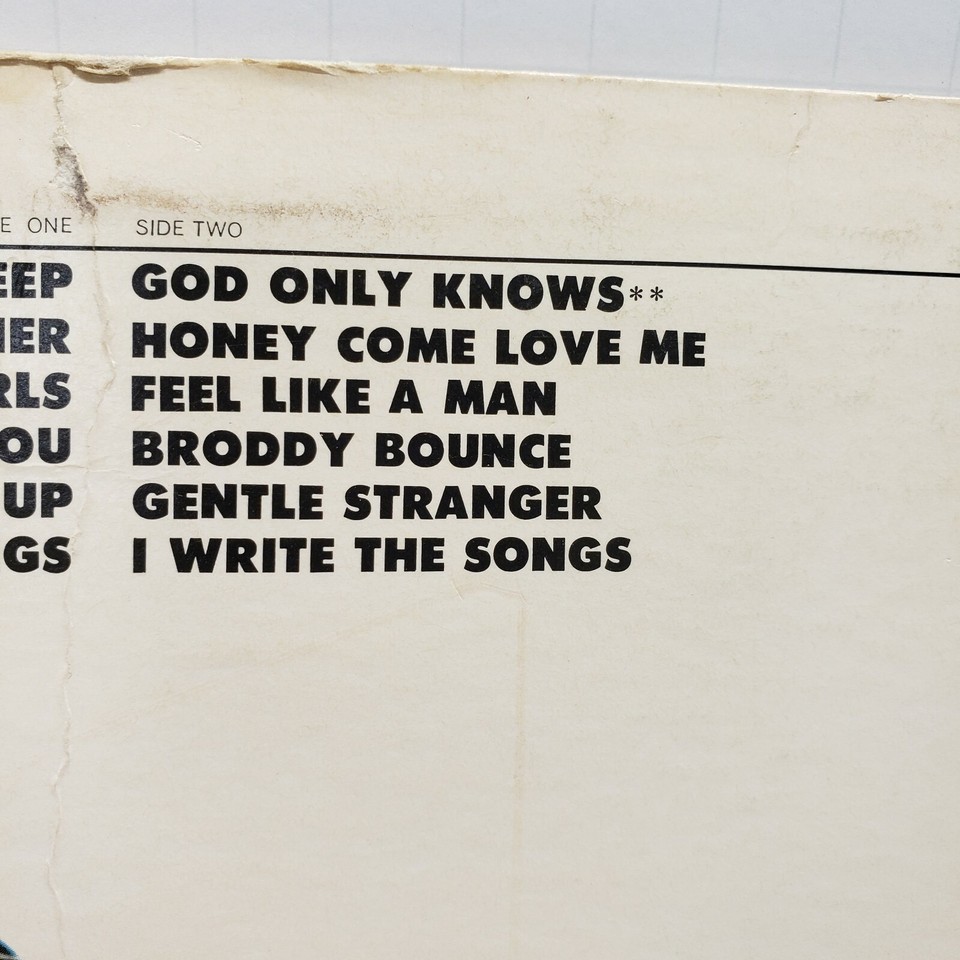 E ONE SIDE TWO
EEP GOD ONLY KNOWS**
HER HONEY COME LOVE ME
RLS FEEL LIKE A MAN
OU BRODDY BOUNCE
UP GENTLE STRANGER
GS I WRITE THE SONGS